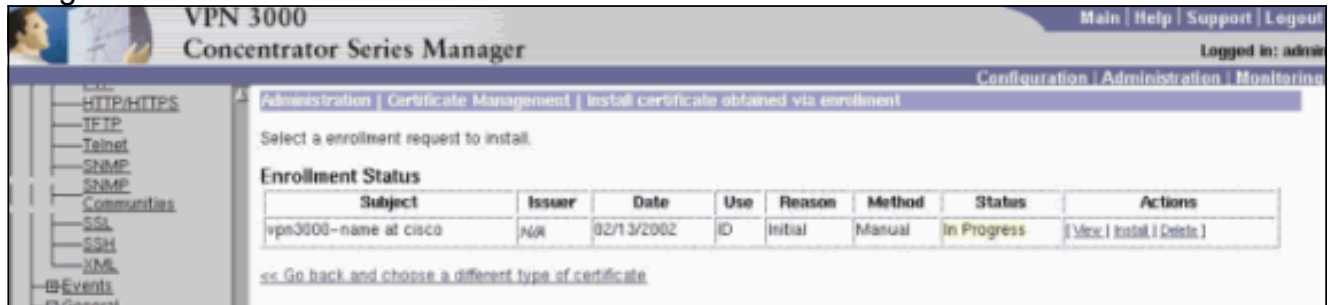 VPN 3000
Concentrator Series Manager
Main | Help | Support | Logout
Logged in: admin
Configuration | Administration | Monitoring
HTTP/HTTPS
TFTP
Telnet
SNMP
SNMP
Communities
SSL
SSH
XML
Events
General
Administration | Certificate Management | Install certificate obtained via enrollment
Select a enrollment request to install.
Enrollment Status
Subject Issuer Date Use Reason Method Status Actions
vpn3000-name at cisco N/A 02/13/2002 ID Initial Manual In Progress [ View | Install | Delete ]
<< Go back and choose a different type of certificate